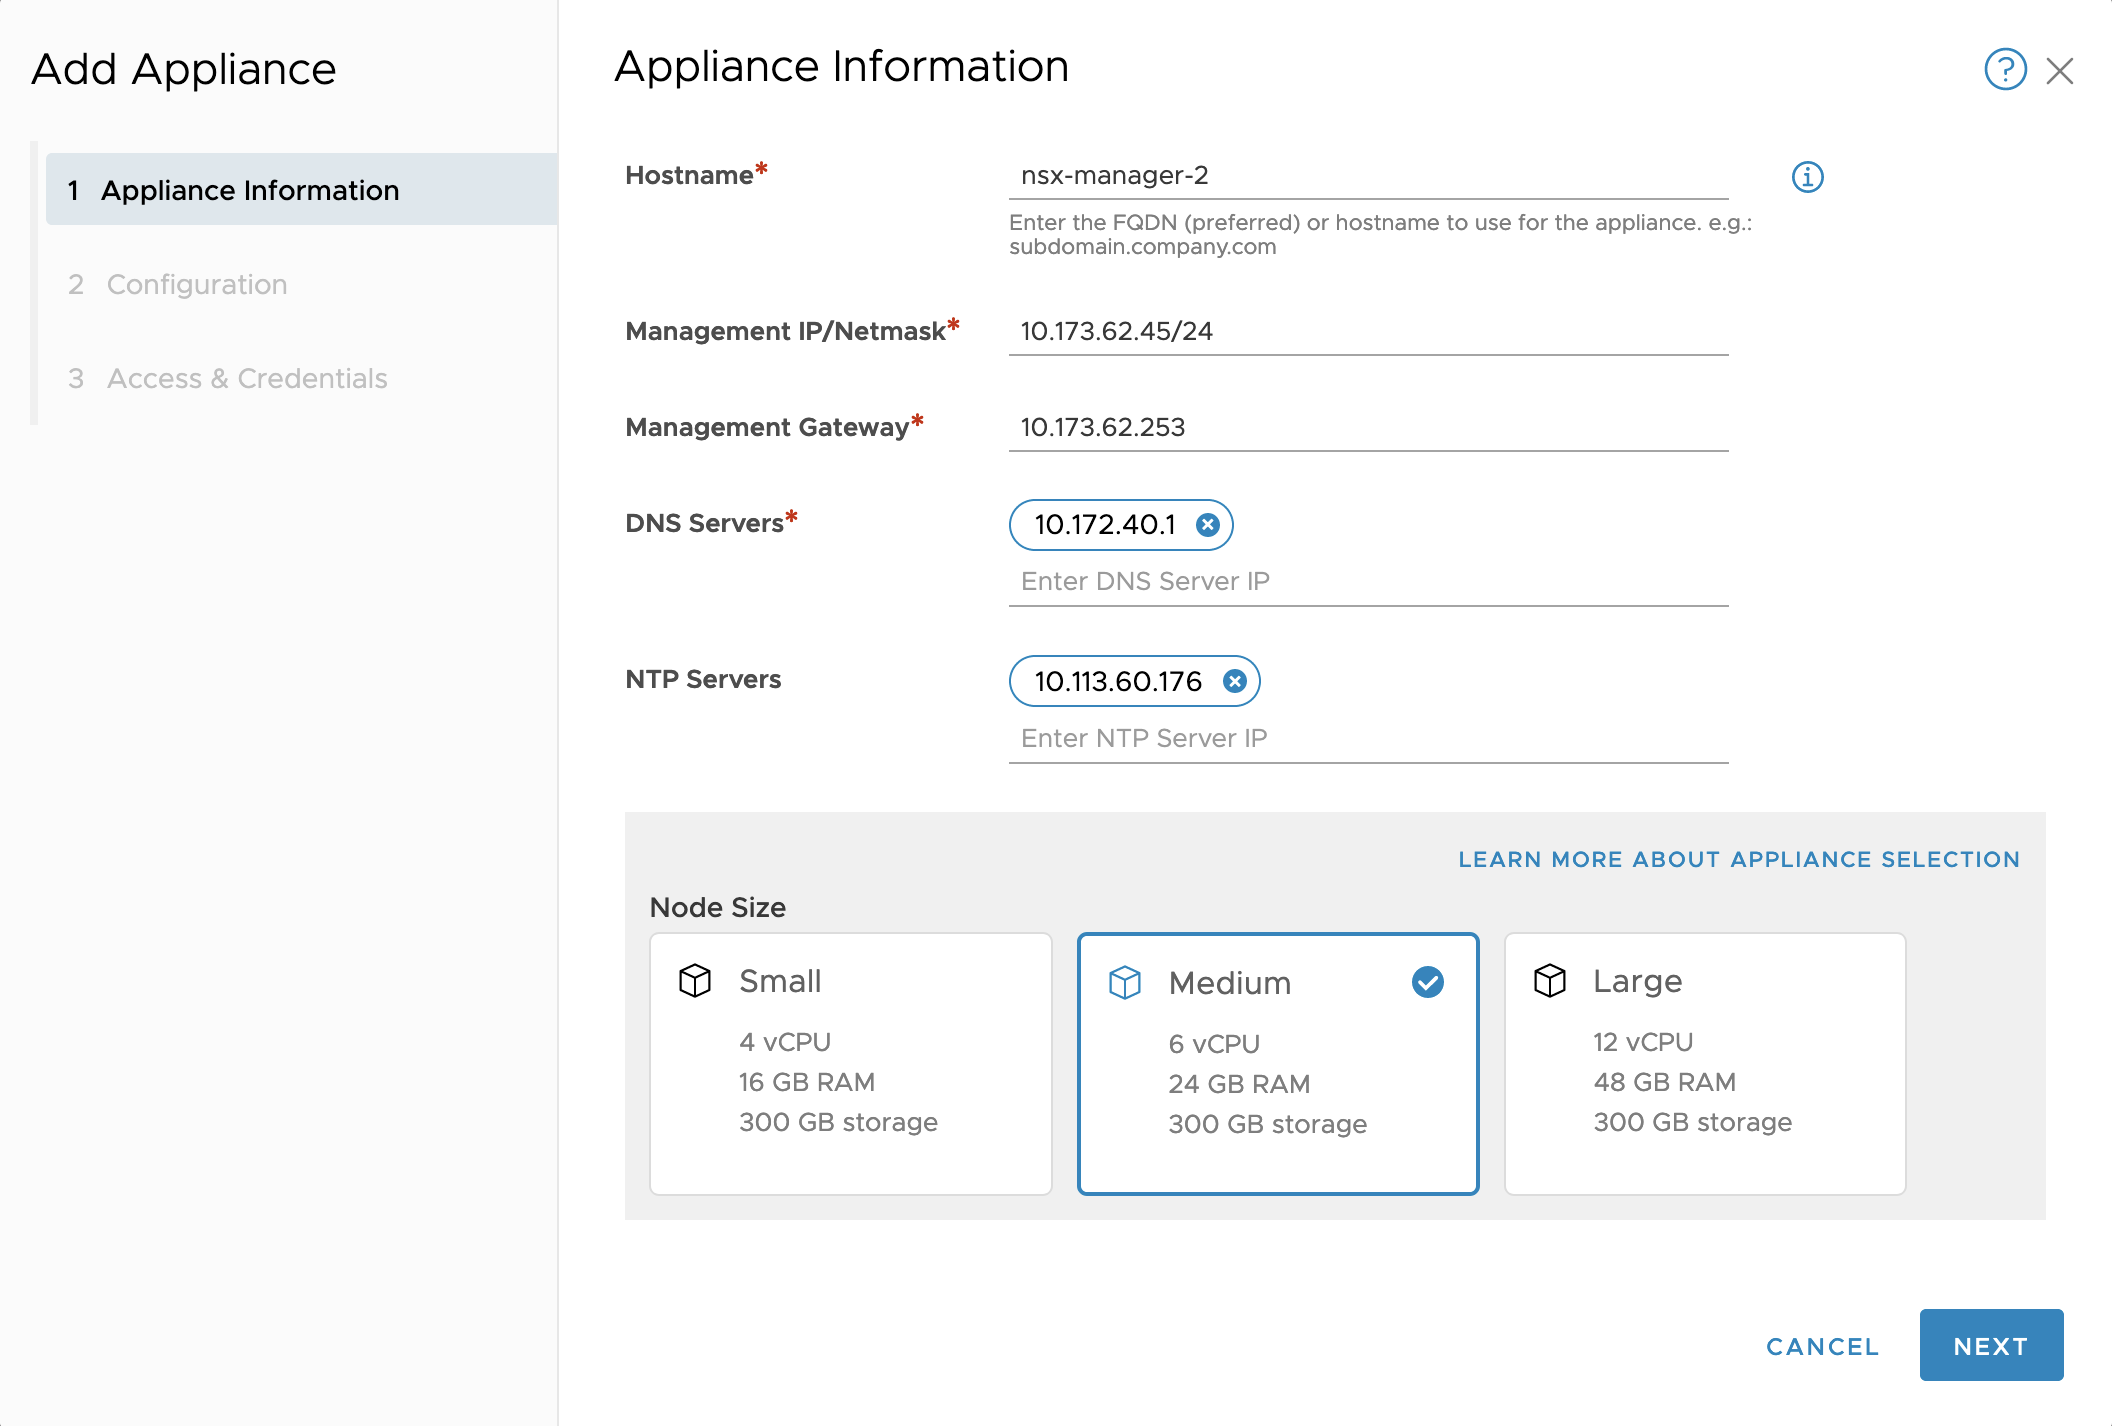 Add Appliance
1 Appliance Information
2 Configuration
3 Access & Credentials
Appliance Information
Hostname*
nsx-manager-2
Enter the FQDN (preferred) or hostname to use for the appliance. e.g.:
subdomain.company.com
Management IP/Netmask*
10.173.62.45/24
Management Gateway*
10.173.62.253
DNS Servers*
10.172.40.1
Enter DNS Server IP
NTP Servers
10.113.60.176
Enter NTP Server IP
LEARN MORE ABOUT APPLIANCE SELECTION
Node Size
Small
4 vCPU
16 GB RAM
300 GB storage
Medium
6 vCPU
24 GB RAM
300 GB storage
Large
12 vCPU
48 GB RAM
300 GB storage
CANCEL
NEXT